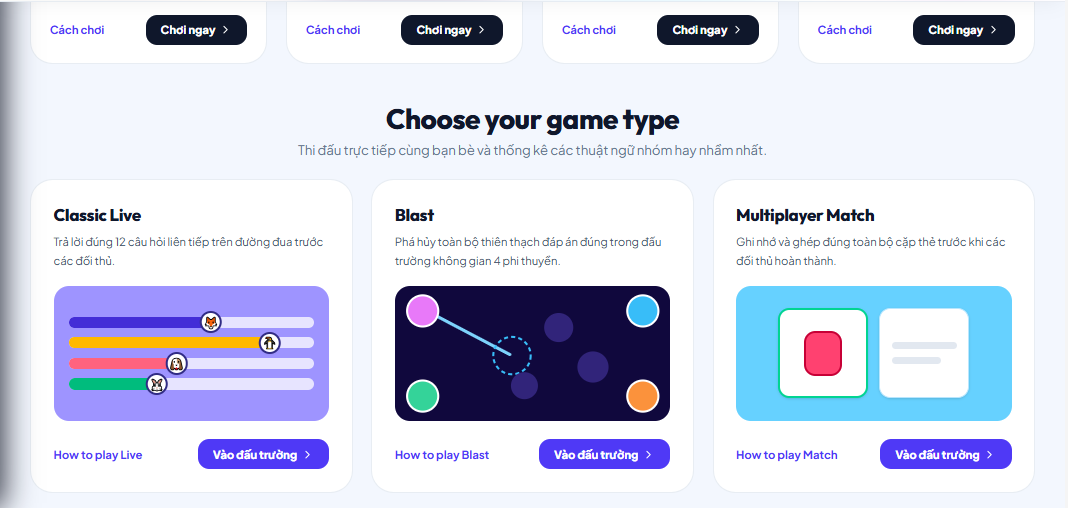 Cách chơi
Chơi ngay
Cách chơi
Chơi ngay
Cách chơi
Chơi ngay
Cách chơi
Chơi ngay
Choose your game type
Thi đấu trực tiếp cùng bạn bè và thống kê các thuật ngữ nhóm hay nhầm nhất.
Classic Live
Trả lời đúng 12 câu hỏi liên tiếp trên đường đua trước
các đối thủ.
How to play Live
Vào đấu trường
Blast
Phá hủy toàn bộ thiên thạch đáp án đúng trong đấu
trường không gian 4 phi thuyền.
How to play Blast
Vào đấu trường
Multiplayer Match
Ghi nhớ và ghép đúng toàn bộ cặp thẻ trước khi các
đối thủ hoàn thành.
How to play Match
Vào đấu trường